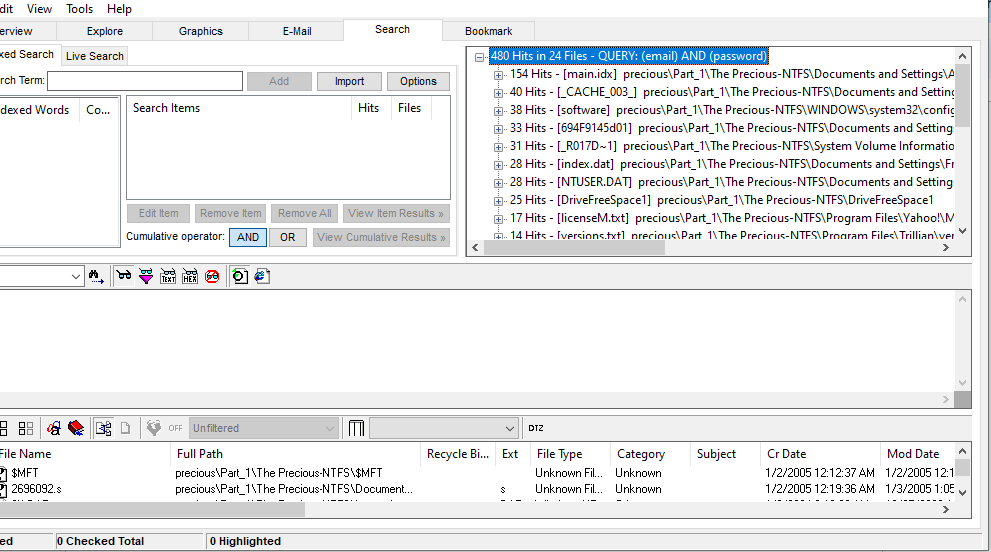 dit View Tools Help
erview Explore Graphics E-Mail Search Bookmark
xed Search Live Search
rch Term: Add Import Options
dexed Words Co... Search Items Hits Files
Edit Item Remove Item Remove All View Item Results »
Cumulative operator: AND OR View Cumulative Results »
480 Hits in 24 Files - QUERY: (email) AND (password)
154 Hits - [main.idx] precious\Part_1\The Precious-NTFS\Documents and Settings\A
40 Hits - [_CACHE_003_] precious\Part_1\The Precious-NTFS\Documents and Setting
38 Hits - [software] precious\Part_1\The Precious-NTFS\WINDOWS\system32\config
33 Hits - [694F9145d01] precious\Part_1\The Precious-NTFS\Documents and Setting
31 Hits - [_R017D~1] precious\Part_1\The Precious-NTFS\System Volume Informatio
28 Hits - [index.dat] precious\Part_1\The Precious-NTFS\Documents and Settings\Fr
28 Hits - [NTUSER.DAT] precious\Part_1\The Precious-NTFS\Documents and Setting
25 Hits - [DriveFreeSpace1] precious\Part_1\The Precious-NTFS\DriveFreeSpace1
17 Hits - [licenseM.txt] precious\Part_1\The Precious-NTFS\Program Files\Yahoo!\M
14 Hits - [versions.txt] precious\Part_1\The Precious-NTFS\Program Files\Trillian\ver
TEXT HEX
OFF Unfiltered DTZ
File Name Full Path Recycle Bi... Ext File Type Category Subject Cr Date Mod Date
$MFT precious\Part_1\The Precious-NTFS\$MFT Unknown Fil... Unknown 1/2/2005 12:12:37 AM 1/2/2005 12:1
2696092.s precious\Part_1\The Precious-NTFS\Document... s Unknown Fil... Unknown 1/2/2005 12:19:36 AM 1/3/2005 1:05
ed 0 Checked Total 0 Highlighted